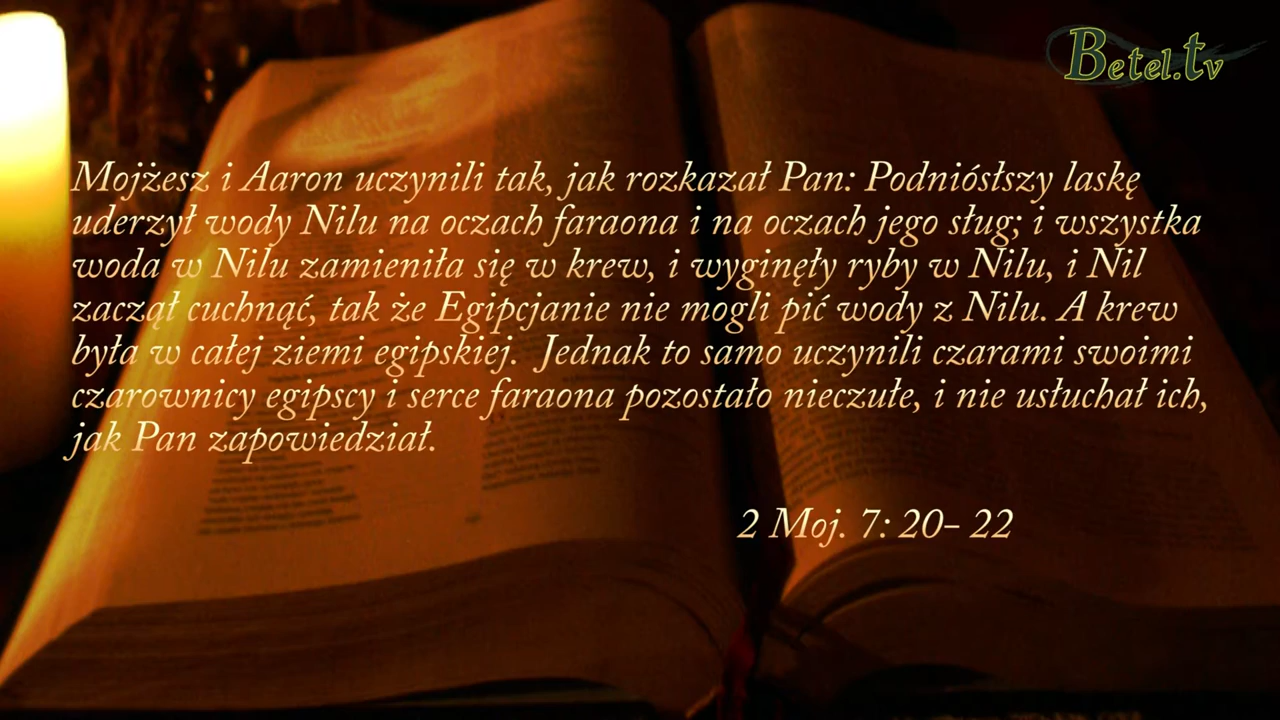 Betel.tv
Mojżesz i Aaron uczynili tak, jak rozkazał Pan: Podniósłszy laskę
uderzył wody Nilu na oczach faraona i na oczach jego sług; i wszystka
woda w Nilu zamieniła się w krew, i wyginęły ryby w Nilu, i Nil
zaczął cuchnąć, tak że Egipcjanie nie mogli pić wody z Nilu. A krew
była w całej ziemi egipskiej. Jednak to samo uczynili czarami swoimi
czarownicy egipscy i serce faraona pozostało nieczułe, i nie usłuchał ich,
jak Pan zapowiedział.
2 Moj. 7: 20- 22